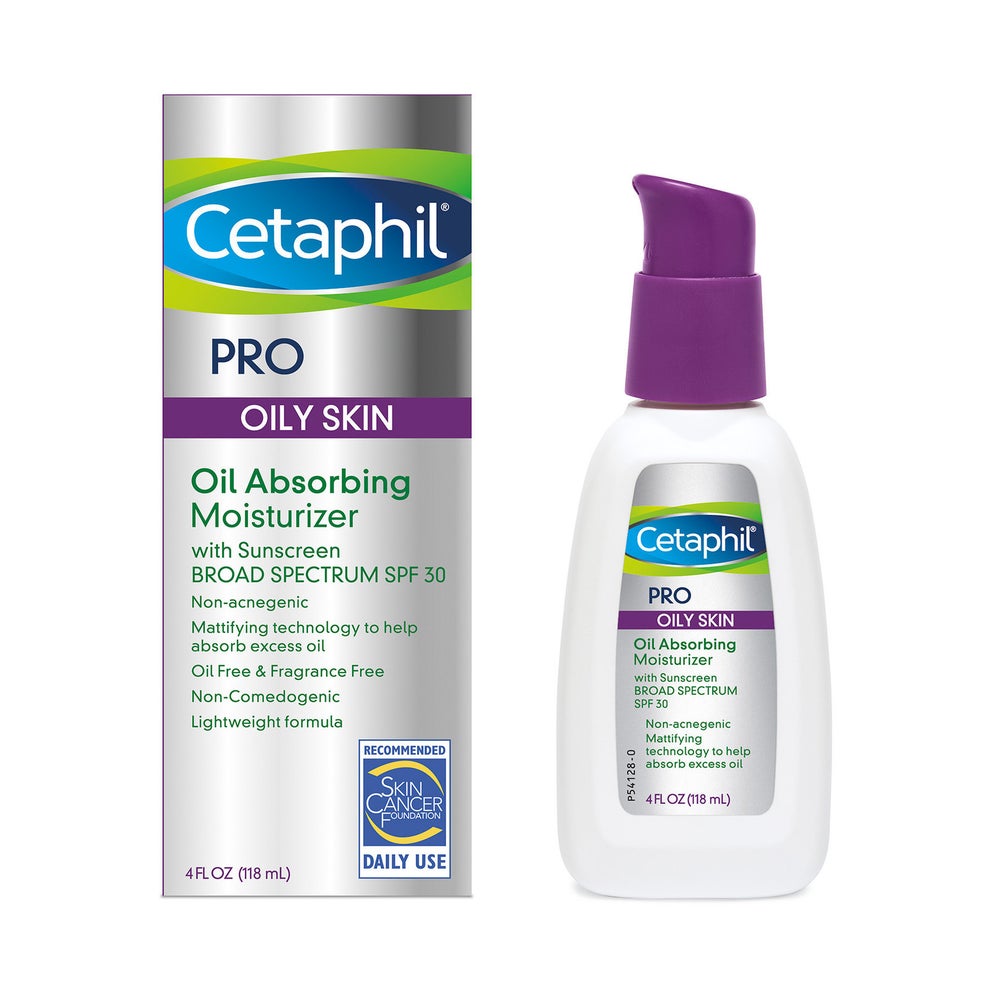 Cetaphil®
PRO
OILY SKIN
Oil Absorbing
Moisturizer
with Sunscreen
BROAD SPECTRUM SPF 30
Non-acnegenic
Mattifying technology to help
absorb excess oil
Oil Free & Fragrance Free
Non-Comedogenic
Lightweight formula
RECOMMENDED
SKIN
CANCER
FOUNDATION
DAILY USE
4 FL OZ (118 mL)
Cetaphil®
PRO
OILY SKIN
Oil Absorbing
Moisturizer
with Sunscreen
BROAD SPECTRUM
SPF 30
Non-acnegenic
Mattifying
technology to help
absorb excess oil
P54128-0
4 FL OZ (118 mL)